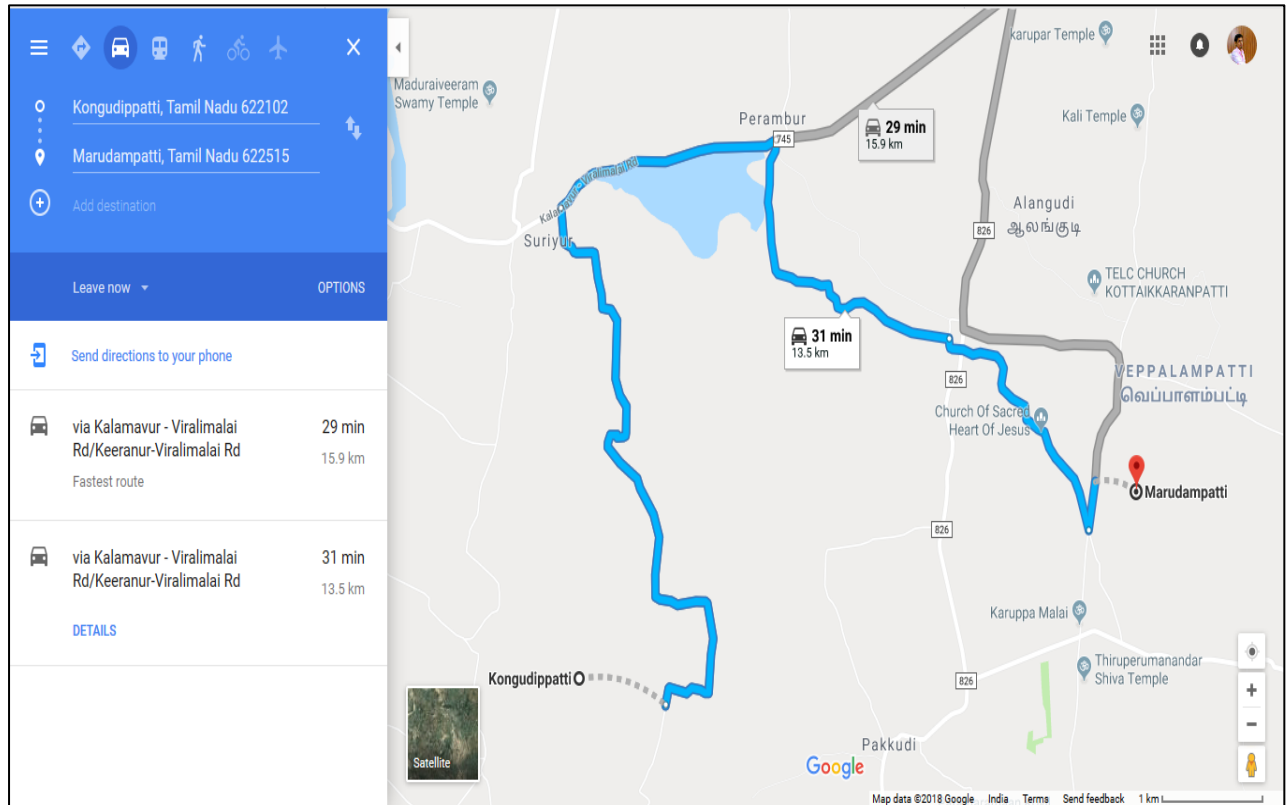 Kongudippatti, Tamil Nadu 622102
Marudampatti, Tamil Nadu 622515
Add destination
Leave now
OPTIONS
Send directions to your phone
via Kalamavur - Viralimalai
Rd/Keeranur-Viralimalai Rd
29 min
15.9 km
Fastest route
via Kalamavur - Viralimalai
Rd/Keeranur-Viralimalai Rd
31 min
13.5 km
DETAILS
karupar Temple
Maduraiveeram
Swamy Temple
Perambur
745
29 min
15.9 km
Kali Temple
Kalamavur - Viralimalai Rd
Suriyur
Alangudi
ஆலங்குடி
826
TELC CHURCH
KOTTAIKKARANPATTI
31 min
13.5 km
826
VEPPALAMPATTI
வெப்பாளம்பட்டி
Church Of Sacred
Heart Of Jesus
Marudampatti
826
Karuppa Malai
Thiruperumanandar
Shiva Temple
Kongudippatti
826
Pakkudi
Satellite
Google
Map data ©2018 Google India Terms Send feedback 1 km